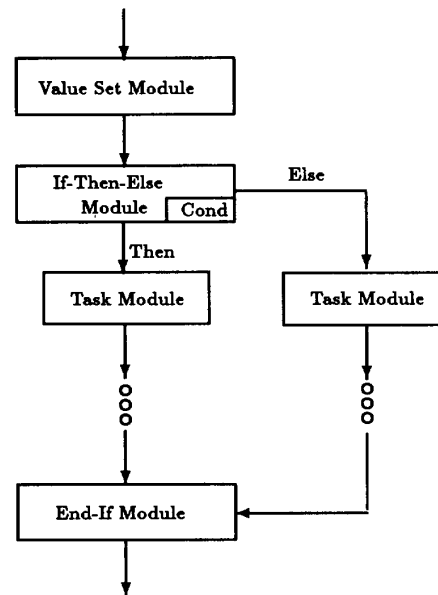 Value Set Module
If-Then-Else
Module
Cond
Else
Then
Task Module
Task Module
End-If Module